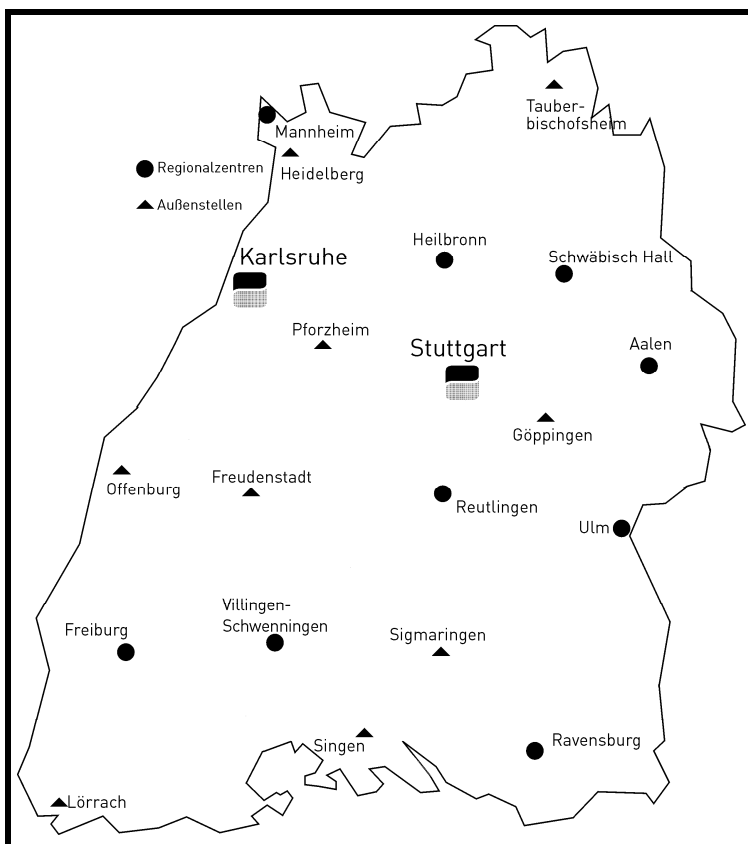 Tauber-
bischofsheim
Mannheim
Regionalzentren
Heidelberg
Außenstellen
Heilbronn
Karlsruhe
Schwäbisch Hall
Pforzheim
Stuttgart
Aalen
Göppingen
Freudenstadt
Offenburg
Reutlingen
Ulm
Villingen-
Schwenningen
Freiburg
Sigmaringen
Singen
Ravensburg
Lörrach